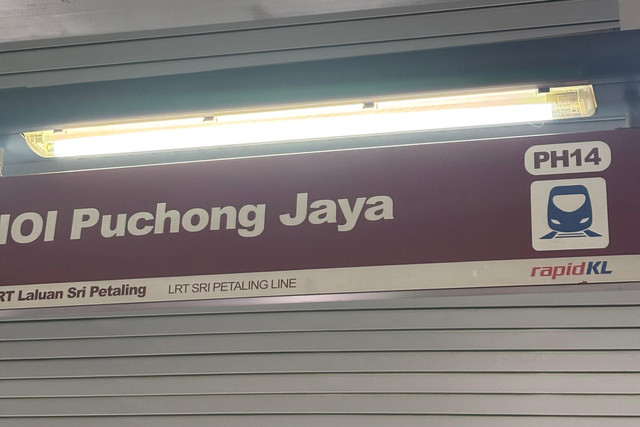 PH14
IOI Puchong Jaya
rapidKL
RT Laluan Sri Petaling LRT SRI PETALING LINE